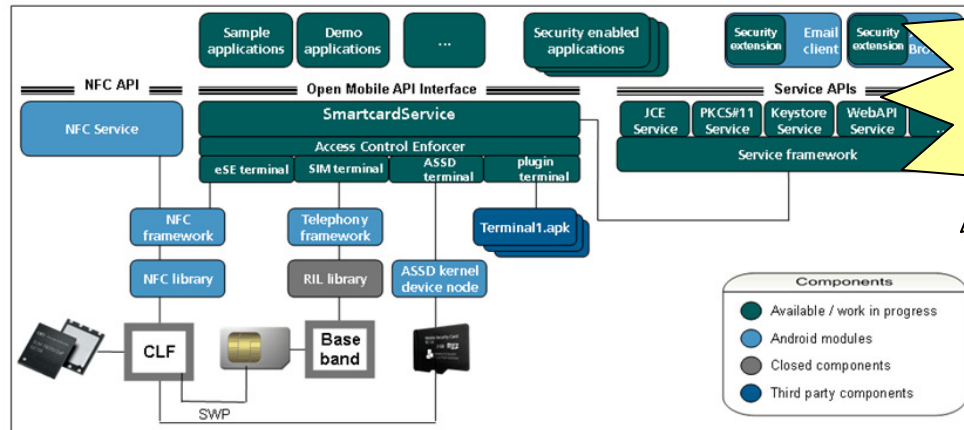 Sample
applications
Demo
applications
...
Security enabled
applications
Security
extension
Email
client
Security
extension
Bro
NFC API
Open Mobile API Interface
Service APIs
NFC Service
SmartcardService
Access Control Enforcer
eSE terminal
SIM terminal
ASSD
terminal
plugin
terminal
JCE
Service
PKCS#11
Service
Keystore
Service
WebAPI
Service
...
Service framework
NFC
framework
Telephony
framework
Terminal1.apk
NFC library
RIL library
ASSD kernel
device node
CLF
Base
band
SWP
Components
Available / work in progress
Android modules
Closed components
Third party components